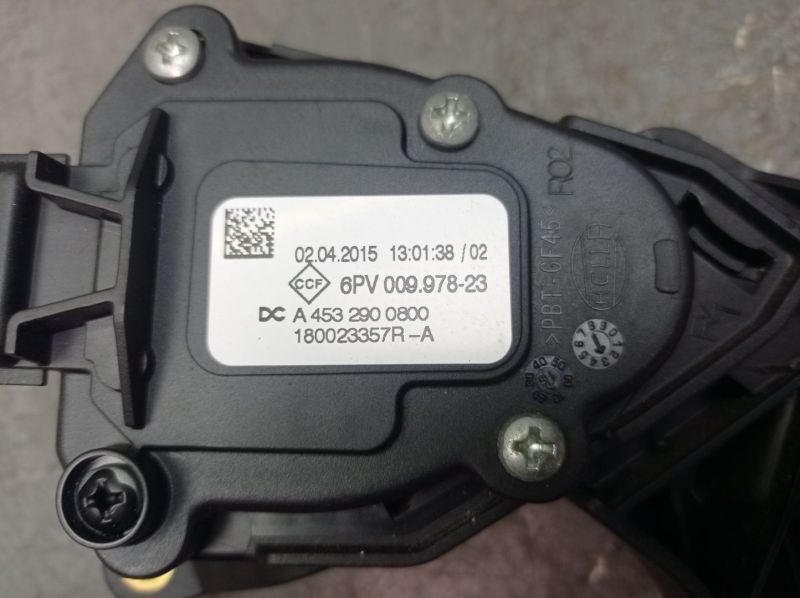 02.04.2015 13:01:38 /02
CCF 6PV 009.978-23
DC A 453 290 0800
180023357R-A
>PBT-GF45<
R02
HELLA